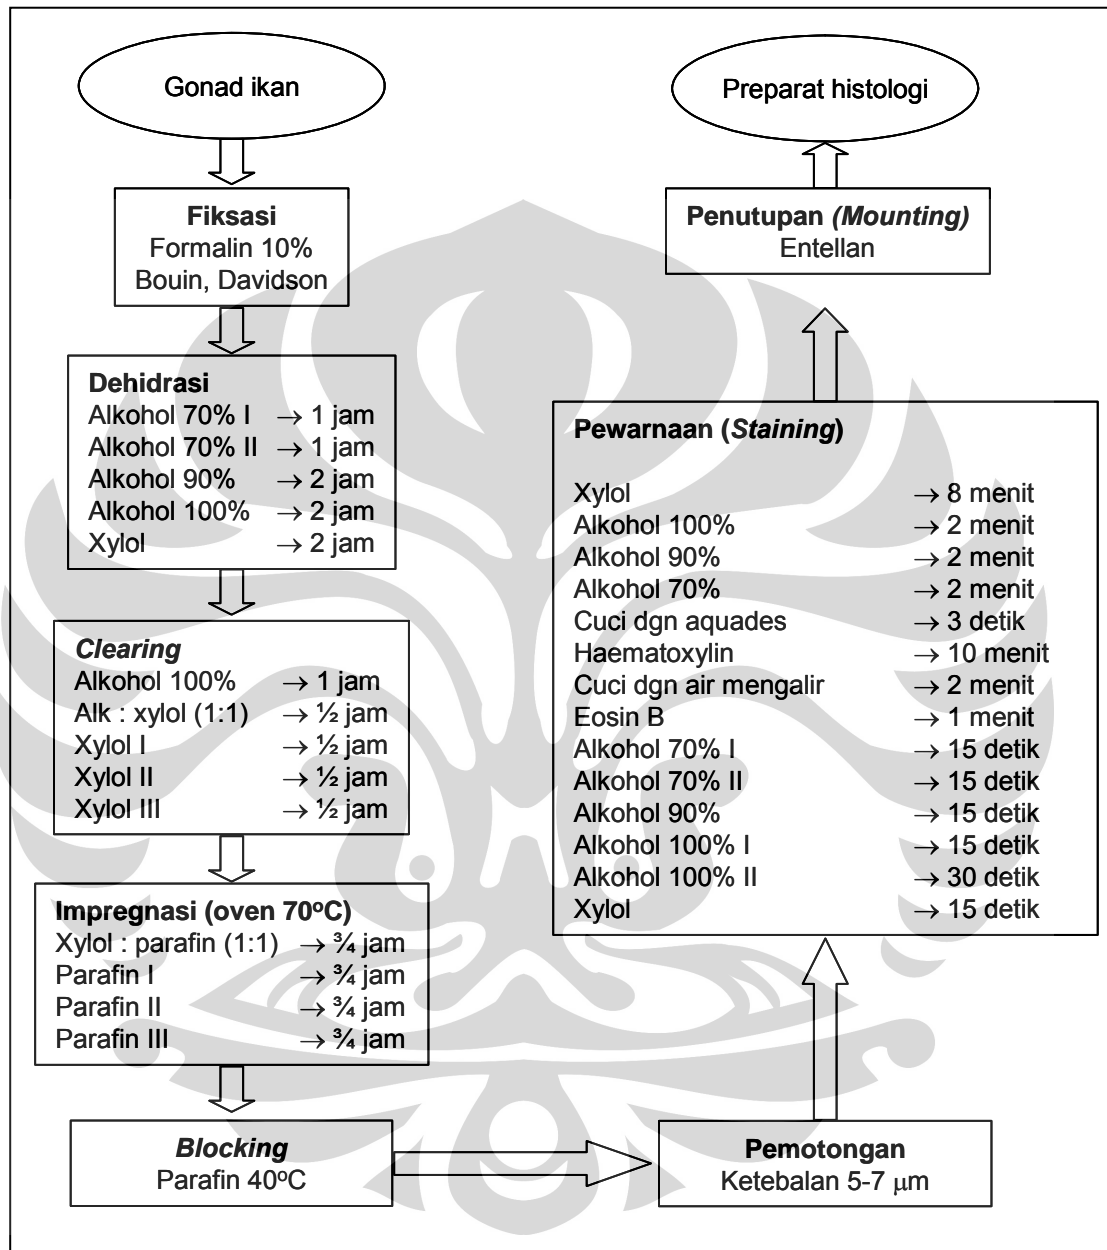 Gonad ikan
Fiksasi
Formalin 10%
Bouin, Davidson
Dehidrasi
Alkohol 70% I → 1 jam
Alkohol 70% II → 1 jam
Alkohol 90% → 2 jam
Alkohol 100% → 2 jam
Xylol → 2 jam
Clearing
Alkohol 100% → 1 jam
Alk : xylol (1:1) → ½ jam
Xylol I → ½ jam
Xylol II → ½ jam
Xylol III → ½ jam
Impregnasi (oven 70ºC)
Xylol : parafin (1:1) → ¾ jam
Parafin I → ¾ jam
Parafin II → ¾ jam
Parafin III → ¾ jam
Blocking
Parafin 40ºC
Pemotongan
Ketebalan 5-7 µm
Pewarnaan (Staining)
Xylol → 8 menit
Alkohol 100% → 2 menit
Alkohol 90% → 2 menit
Alkohol 70% → 2 menit
Cuci dgn aquades → 3 detik
Haematoxylin → 10 menit
Cuci dgn air mengalir → 2 menit
Eosin B → 1 menit
Alkohol 70% I → 15 detik
Alkohol 70% II → 15 detik
Alkohol 90% → 15 detik
Alkohol 100% I → 15 detik
Alkohol 100% II → 30 detik
Xylol → 15 detik
Penutupan (Mounting)
Entellan
Preparat histologi